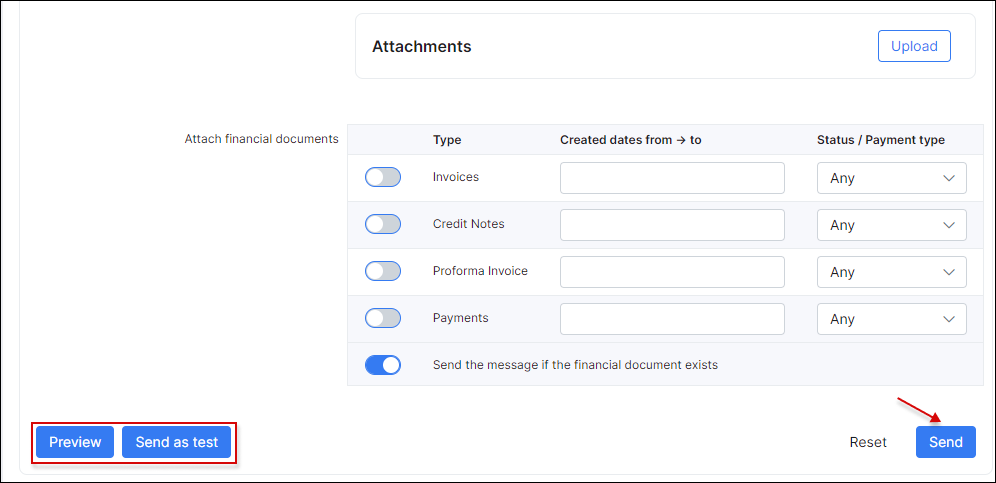 Attachments
Upload
Attach financial documents
Type Created dates from → to Status / Payment type
Invoices Any
Credit Notes Any
Proforma Invoice Any
Payments Any
Send the message if the financial document exists
Preview Send as test Reset Send